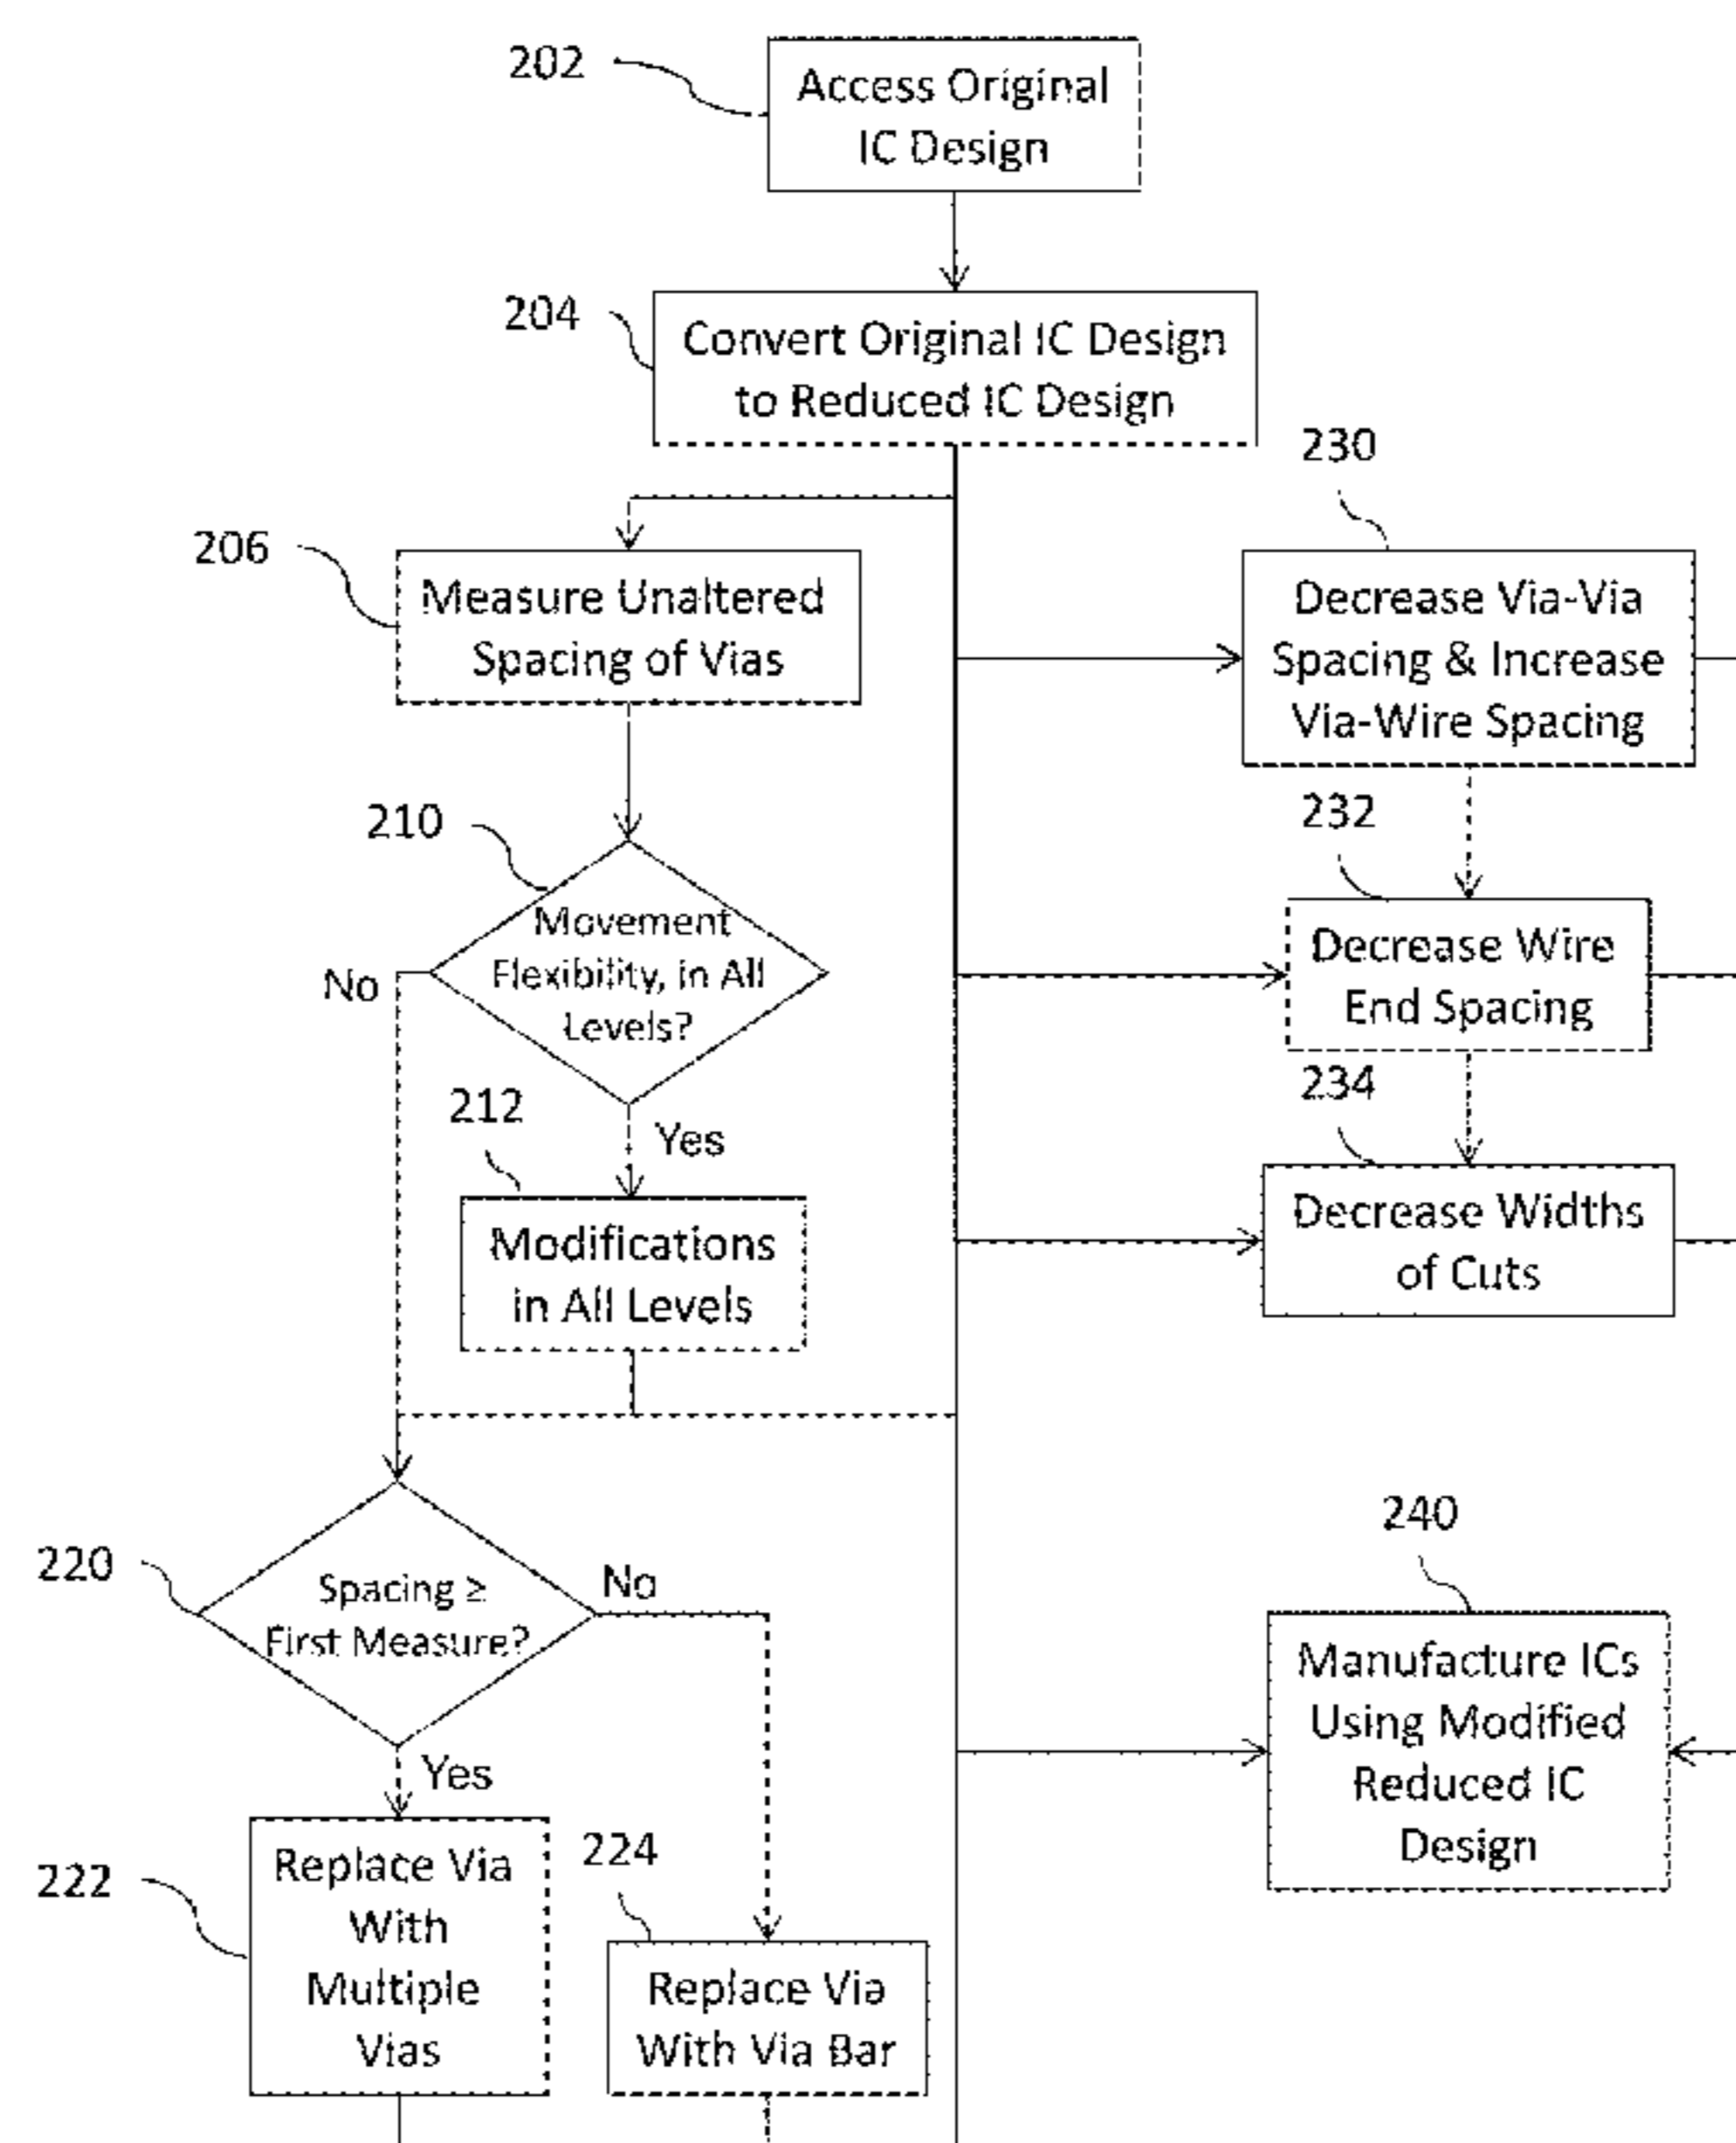 202
Access Original
IC Design
204
Convert Original IC Design
to Reduced IC Design
206
Measure Unaltered
Spacing of Vias
230
Decrease Via-Via
Spacing & Increase
Via-Wire Spacing
210
Movement
Flexibility, in All
Levels?
No
Yes
232
Decrease Wire
End Spacing
212
Modifications
in All Levels
234
Decrease Widths
of Cuts
220
Spacing ≥
First Measure?
No
Yes
240
Manufacture ICs
Using Modified
Reduced IC
Design
222
Replace Via
With
Multiple
Vias
224
Replace Via
With Via Bar